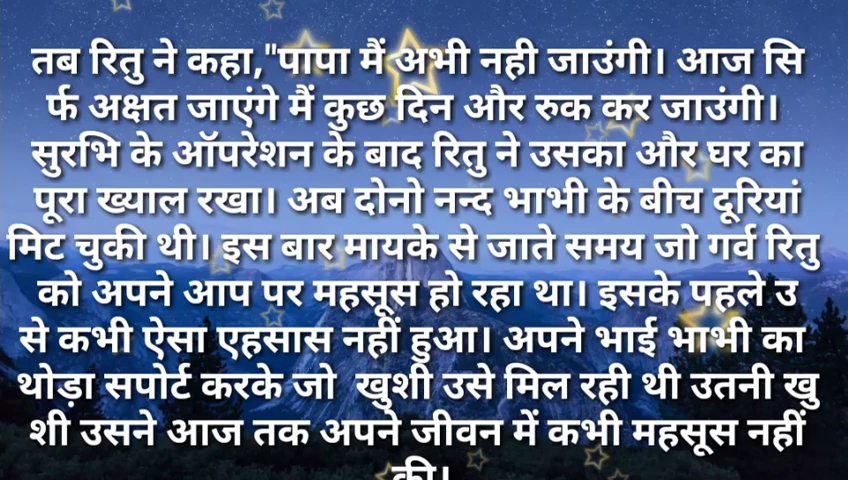 तब रितु ने कहा,"पापा मैं अभी नही जाउंगी। आज सि
र्फ अक्षत जाएंगे मैं कुछ दिन और रुक कर जाउंगी।
सुरभि के ऑपरेशन के बाद रितु ने उसका और घर का
पूरा ख्याल रखा। अब दोनो नन्द भाभी के बीच दूरियां
मिट चुकी थी। इस बार मायके से जाते समय जो गर्व रितु
को अपने आप पर महसूस हो रहा था। इसके पहले उ
से कभी ऐसा एहसास नहीं हुआ। अपने भाई भाभी का
थोड़ा सपोर्ट करके जो खुशी उसे मिल रही थी उतनी खु
शी उसने आज तक अपने जीवन में कभी महसूस नहीं
की।